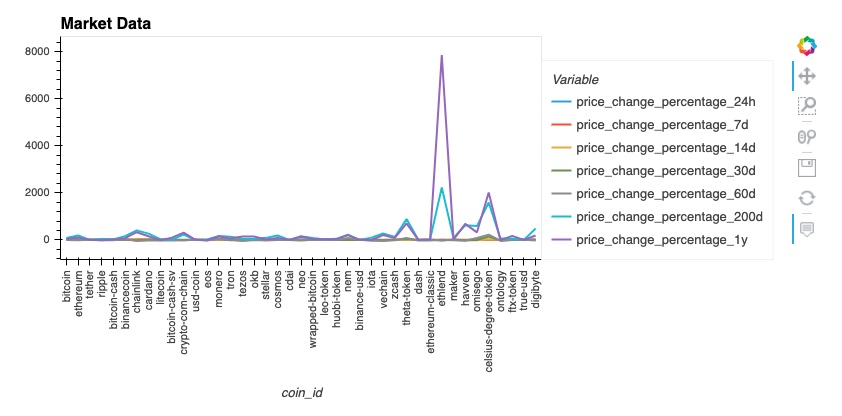 Market Data
8000
6000
4000
2000
0
bitcoin
ethereum
tether
ripple
bitcoin-cash
binancecoin
chainlink
cardano
litecoin
bitcoin-cash-sv
crypto-com-chain
usd-coin
eos
monero
tron
tezos
okb
stellar
cosmos
cdai
neo
wrapped-bitcoin
leo-token
huobi-token
nem
binance-usd
iota
vechain
zcash
theta-token
dash
ethereum-classic
ethlend
maker
havven
omisego
celsius-degree-token
ontology
ftx-token
true-usd
digibyte
coin_id
Variable
price_change_percentage_24h
price_change_percentage_7d
price_change_percentage_14d
price_change_percentage_30d
price_change_percentage_60d
price_change_percentage_200d
price_change_percentage_1y